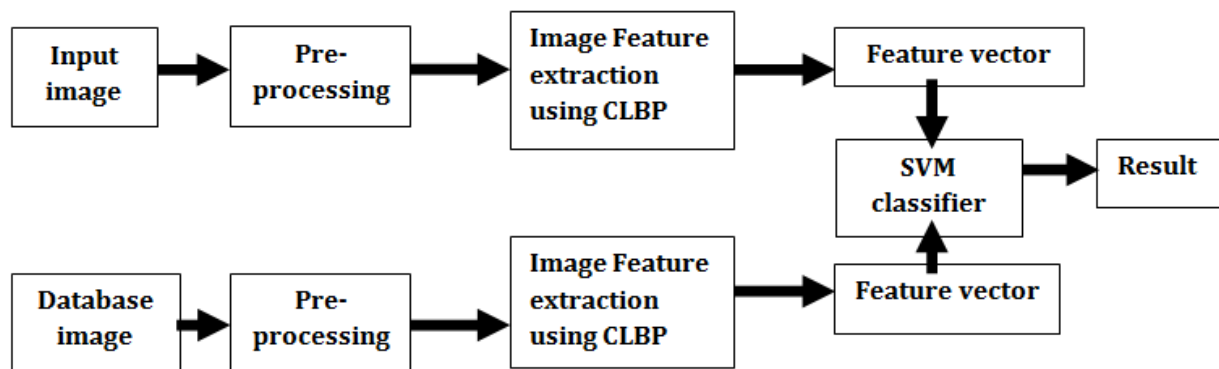 Input
image
Pre-
processing
Image Feature
extraction
using CLBP
Feature vector
SVM
classifier
Result
Database
image
Pre-
processing
Image Feature
extraction
using CLBP
Feature vector